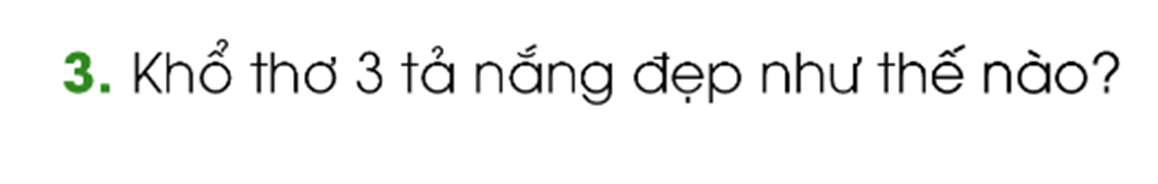 3. Khổ thơ 3 tả nắng đẹp như thế nào?